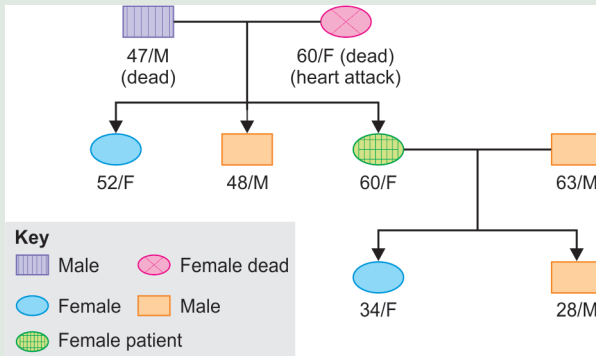 47/M
(dead)
60/F (dead)
(heart attack)
52/F
48/M
60/F
63/M
34/F
28/M
Key
Male
Female dead
Female
Male
Female patient